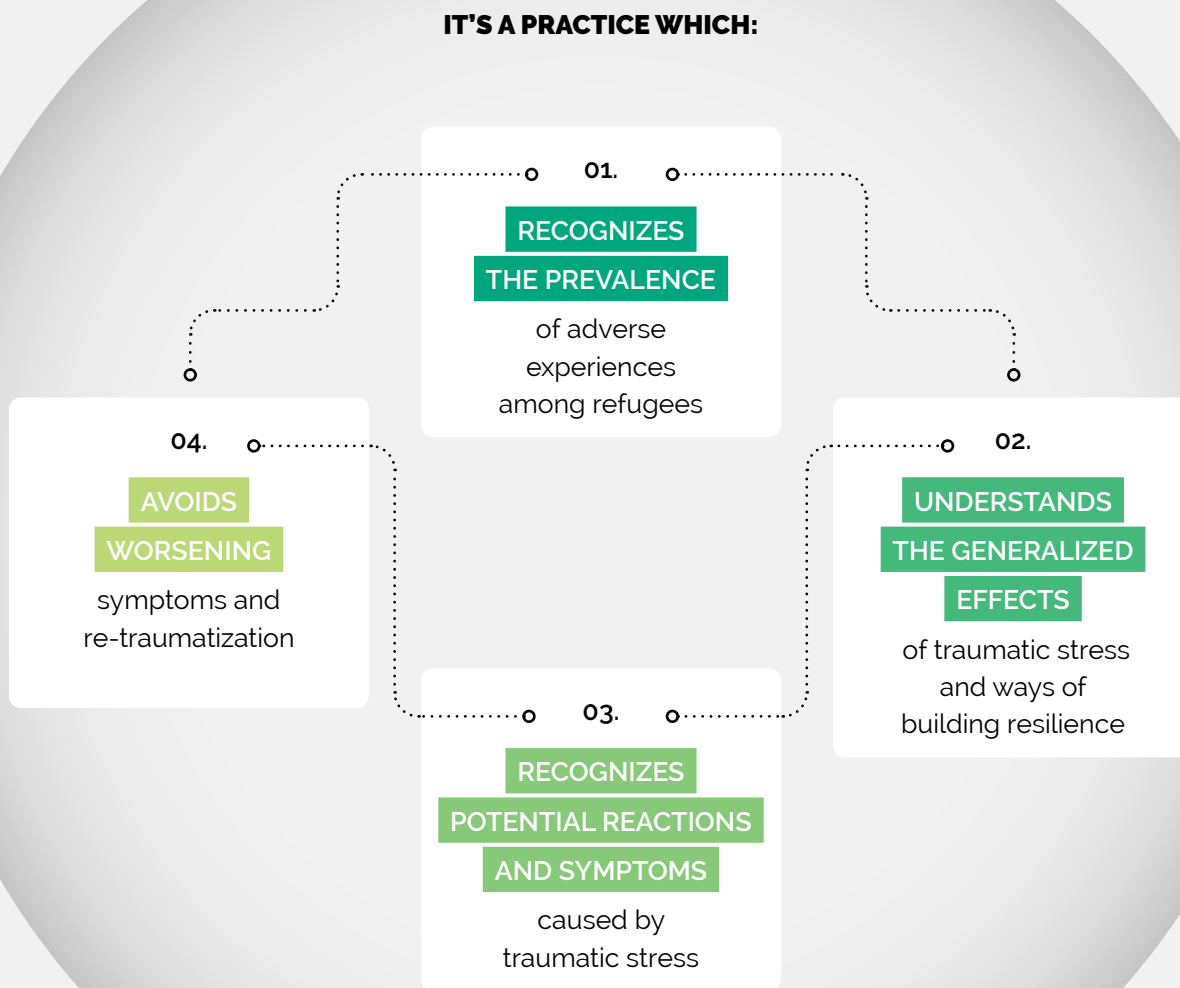 IT'S A PRACTICE WHICH:
01.
RECOGNIZES
THE PREVALENCE
of adverse
experiences
among refugees
02.
UNDERSTANDS
THE GENERALIZED
EFFECTS
of traumatic stress
and ways of
building resilience
03.
RECOGNIZES
POTENTIAL REACTIONS
AND SYMPTOMS
caused by
traumatic stress
04.
AVOIDS
WORSENING
symptoms and
re-traumatization